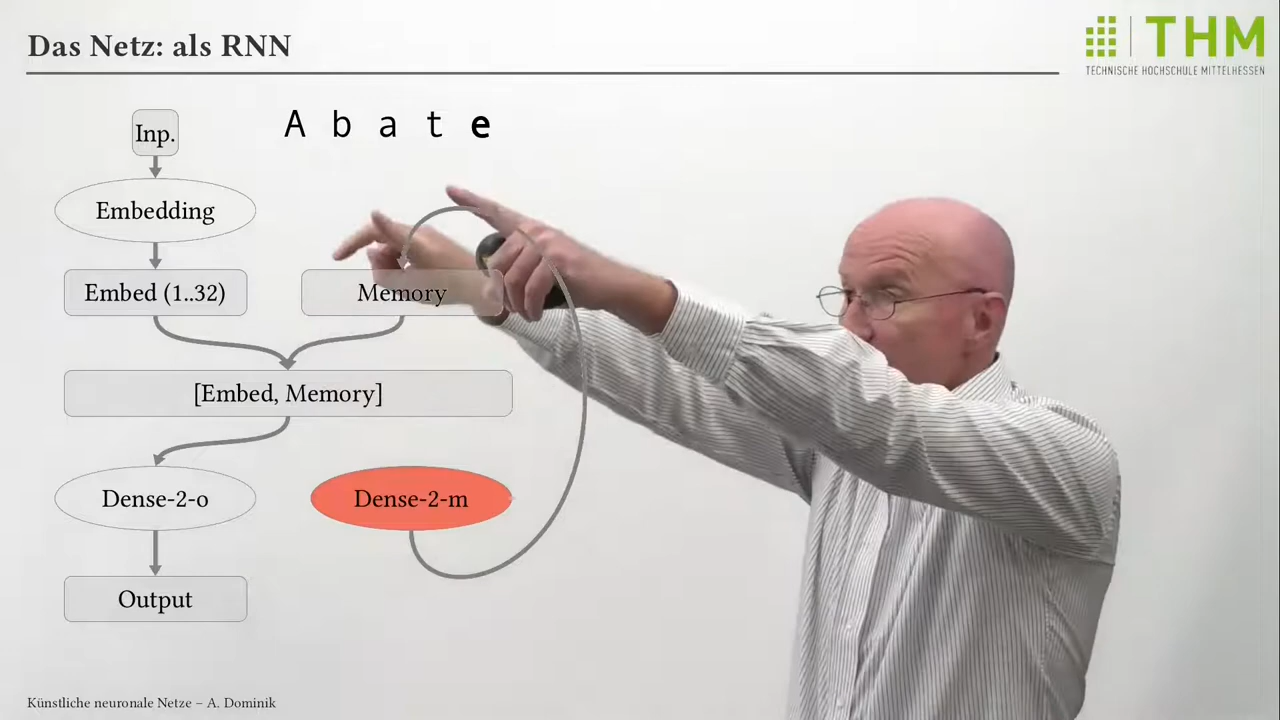 Das Netz: als RNN
THM
TECHNISCHE HOCHSCHULE MITTELHESSEN
Inp.
A b a t e
Embedding
Embed (1..32)
Memory
[Embed, Memory]
Dense-2-o
Dense-2-m
Output
Künstliche neuronale Netze – A. Dominik